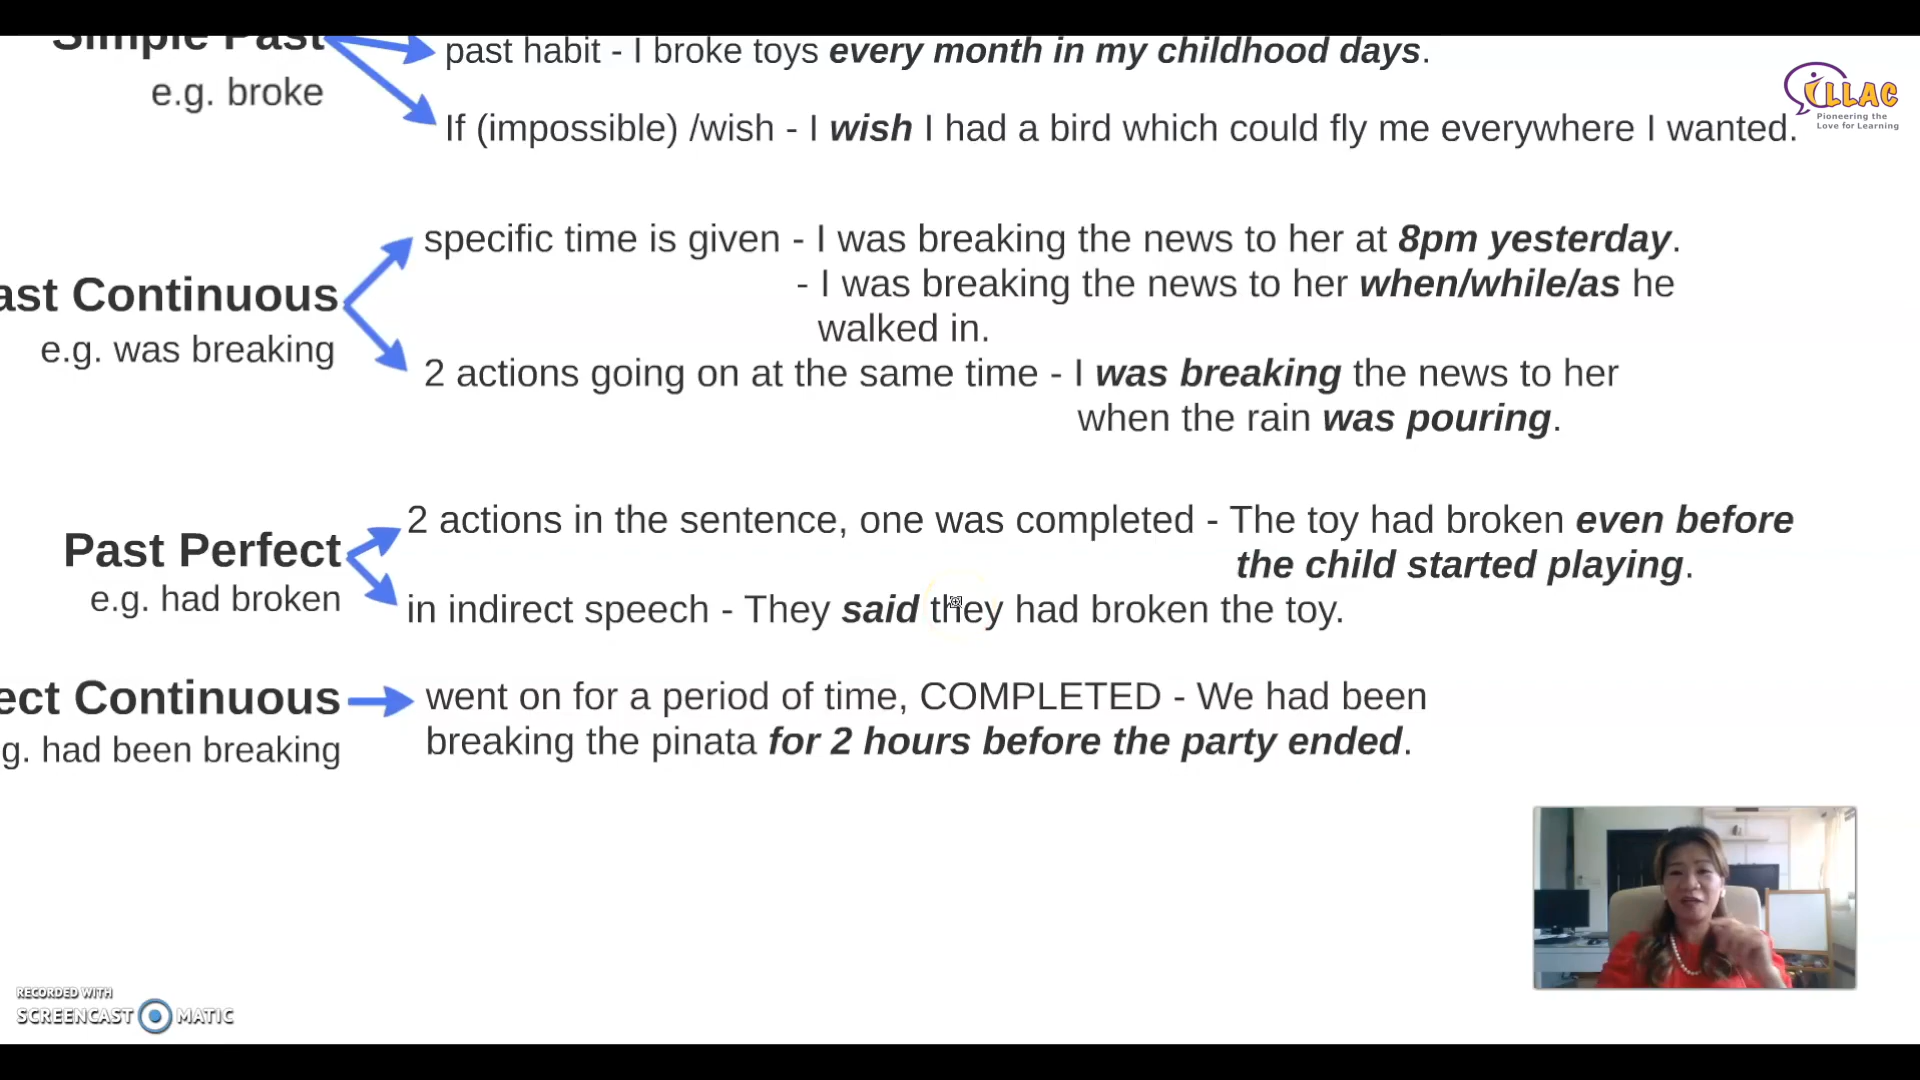 Simple Past
past habit - I broke toys every month in my childhood days.
e.g. broke
If (impossible) /wish - I wish I had a bird which could fly me everywhere I wanted.
iLLAC
Pioneering the
Love for Learning
specific time is given - I was breaking the news to her at 8pm yesterday.
- I was breaking the news to her when/while/as he
walked in.
ast Continuous
e.g. was breaking
2 actions going on at the same time - I was breaking the news to her
when the rain was pouring.
2 actions in the sentence, one was completed - The toy had broken even before
the child started playing.
Past Perfect
e.g. had broken
in indirect speech - They said they had broken the toy.
ect Continuous
g. had been breaking
went on for a period of time, COMPLETED - We had been
breaking the pinata for 2 hours before the party ended.
RECORDED WITH
SCREENCAST MATIC